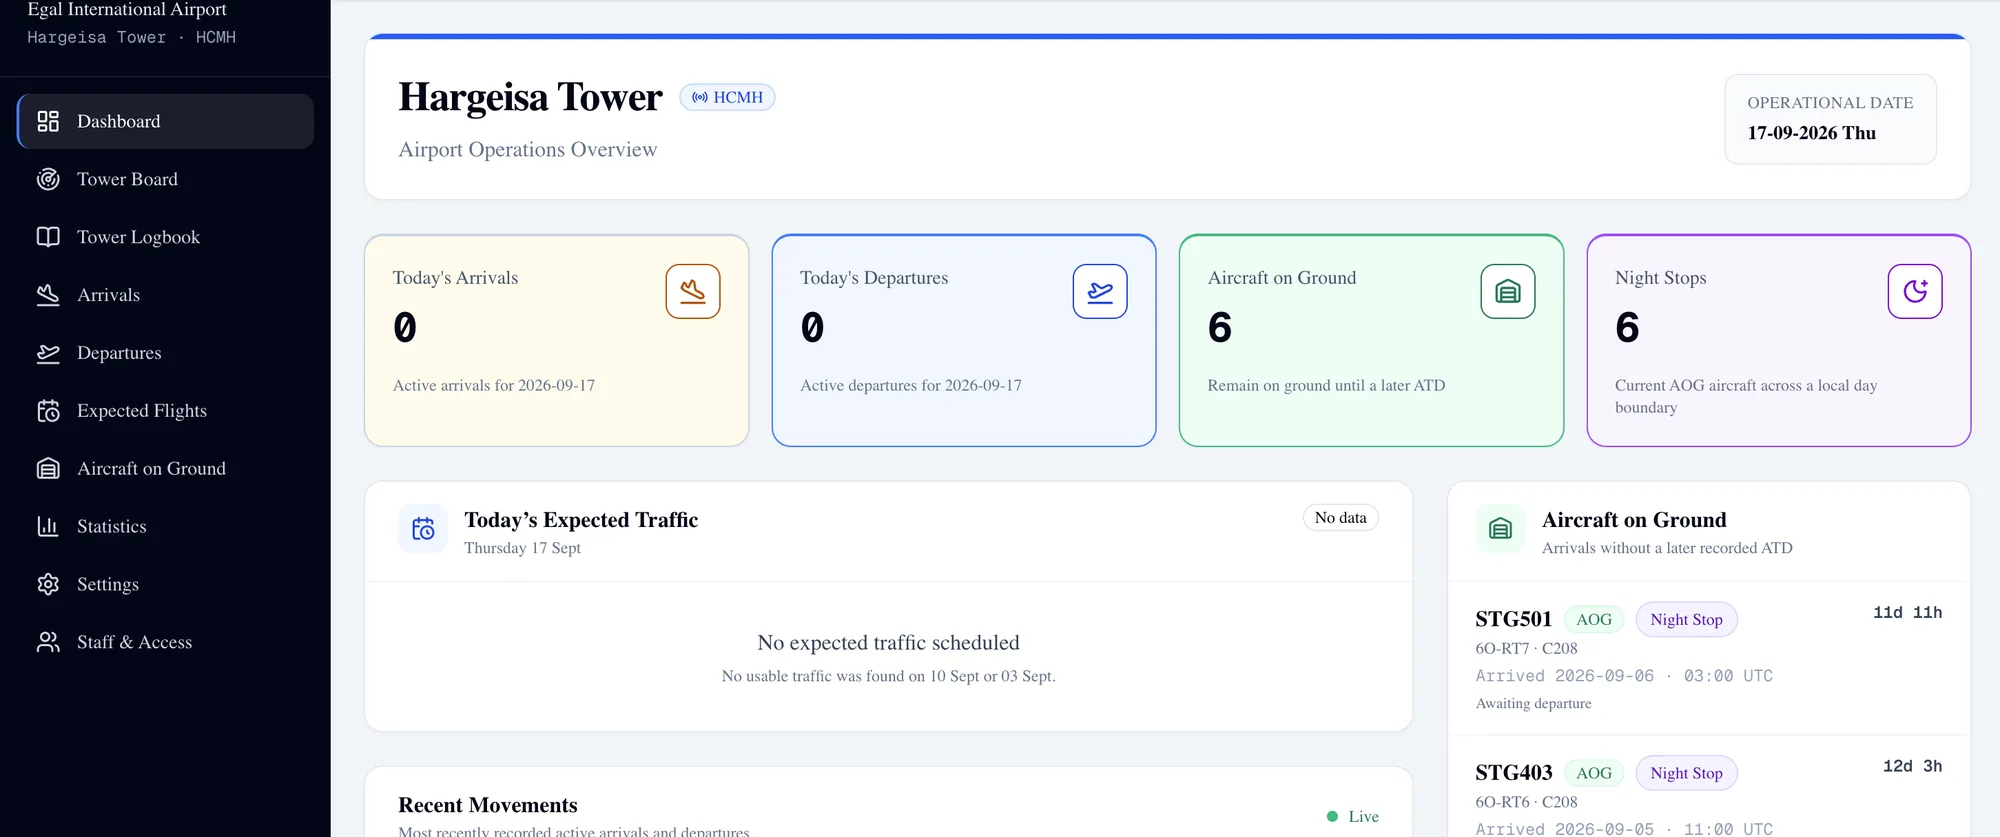 Egal International Airport
Hargeisa Tower · HCMH
Dashboard
Tower Board
Tower Logbook
Arrivals
Departures
Expected Flights
Aircraft on Ground
Statistics
Settings
Staff & Access
Hargeisa Tower
HCMH
Airport Operations Overview
OPERATIONAL DATE
17-09-2026 Thu
Today's Arrivals
0
Active arrivals for 2026-09-17
Today's Departures
0
Active departures for 2026-09-17
Aircraft on Ground
6
Remain on ground until a later ATD
Night Stops
6
Current AOG aircraft across a local day
boundary
Today’s Expected Traffic
Thursday 17 Sept
No data
No expected traffic scheduled
No usable traffic was found on 10 Sept or 03 Sept.
Recent Movements
Most recently recorded active arrivals and departures
Live
Aircraft on Ground
Arrivals without a later recorded ATD
STG501 AOG Night Stop 11d 11h
6O-RT7 · C208
Arrived 2026-09-06 · 03:00 UTC
Awaiting departure
STG403 AOG Night Stop 12d 3h
6O-RT6 · C208
Arrived 2026-09-05 · 11:00 UTC